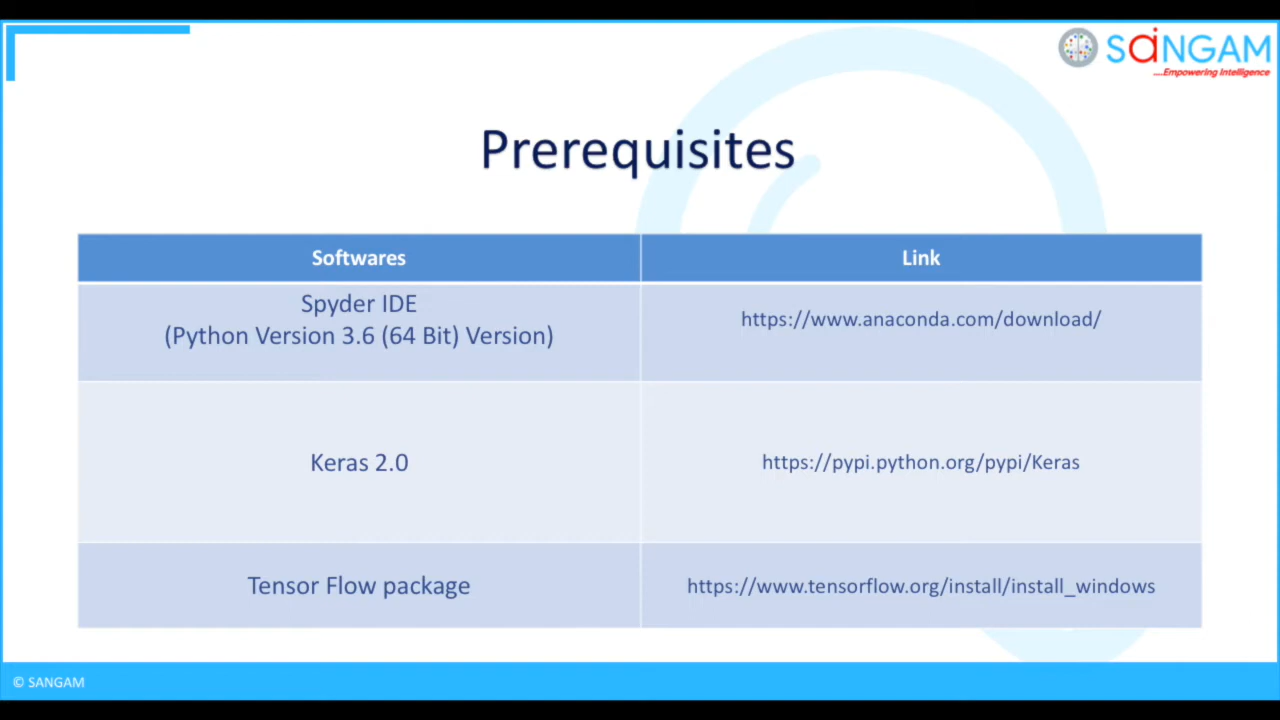 SAiNGAM
....Empowering Intelligence
Prerequisites
Softwares
Link
Spyder IDE
(Python Version 3.6 (64 Bit) Version)
https://www.anaconda.com/download/
Keras 2.0
https://pypi.python.org/pypi/Keras
Tensor Flow package
https://www.tensorflow.org/install/install_windows
© SANGAM